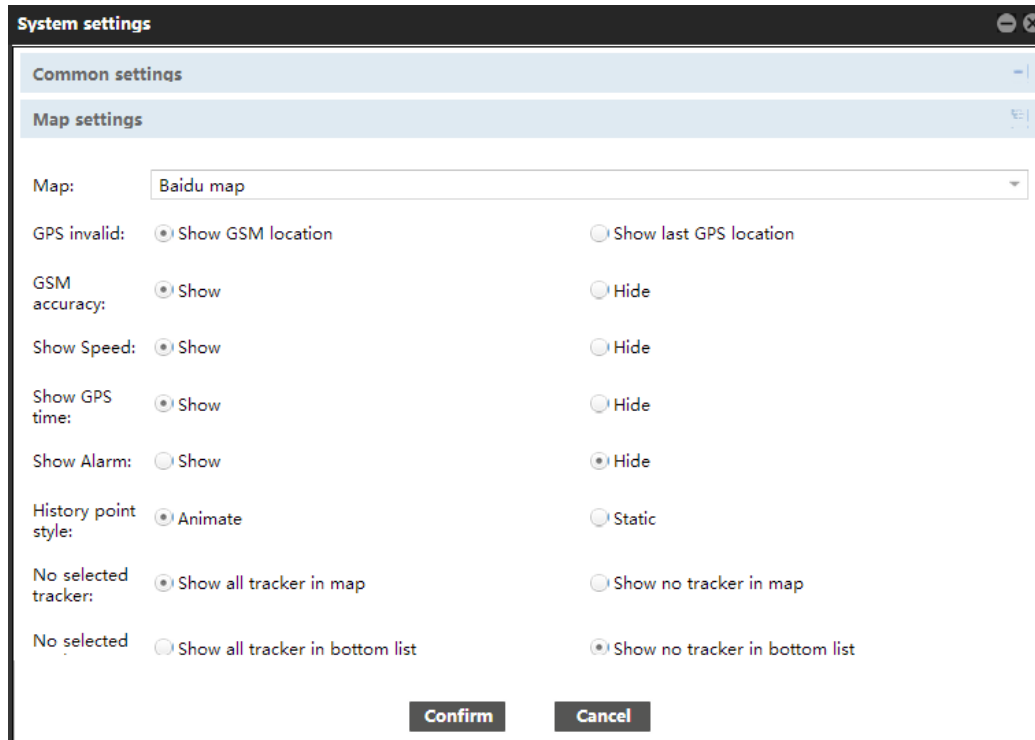 System settings
Common settings
Map settings
Map: Baidu map
GPS invalid: Show GSM location Show last GPS location
GSM
accuracy: Show Hide
Show Speed: Show Hide
Show GPS
time: Show Hide
Show Alarm: Show Hide
History point
style: Animate Static
No selected
tracker: Show all tracker in map Show no tracker in map
No selected
Show all tracker in bottom list Show no tracker in bottom list
Confirm Cancel